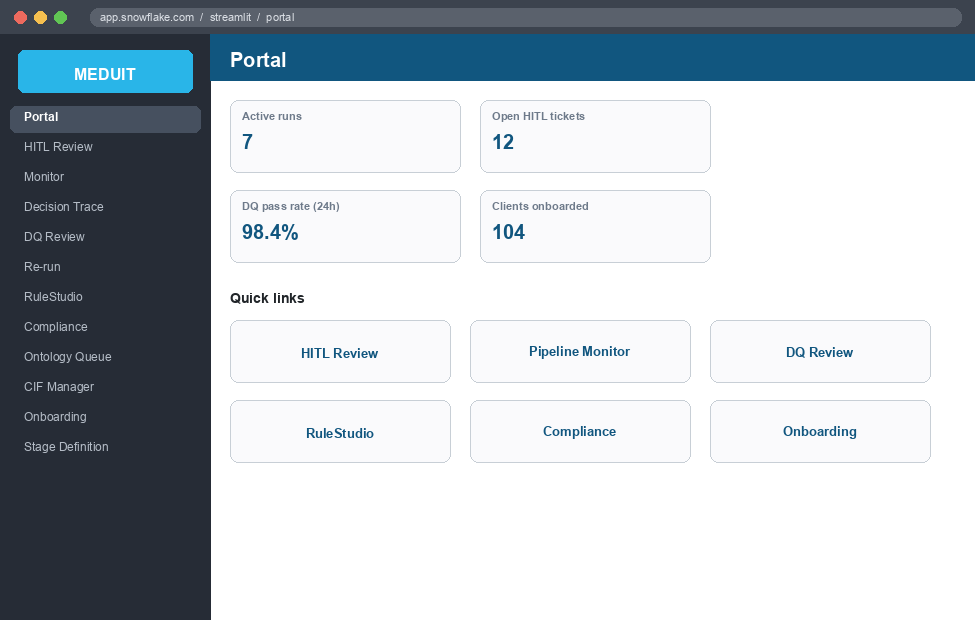 app.snowflake.com / streamlit / portal
MEDUIT
Portal
HITL Review
Monitor
Decision Trace
DQ Review
Re-run
RuleStudio
Compliance
Ontology Queue
CIF Manager
Onboarding
Stage Definition
Portal
Active runs
7
Open HITL tickets
12
DQ pass rate (24h)
98.4%
Clients onboarded
104
Quick links
HITL Review
Pipeline Monitor
DQ Review
RuleStudio
Compliance
Onboarding